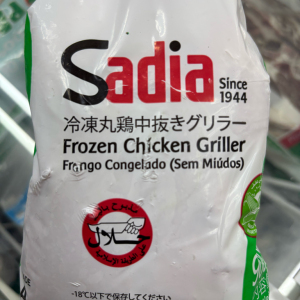 Sadia
Since
1944
冷凍丸鶏中抜きグリラー
Frozen Chicken Griller
Frango Congelado (Sem Miúdos)
حلال
-18℃以下で保存してください